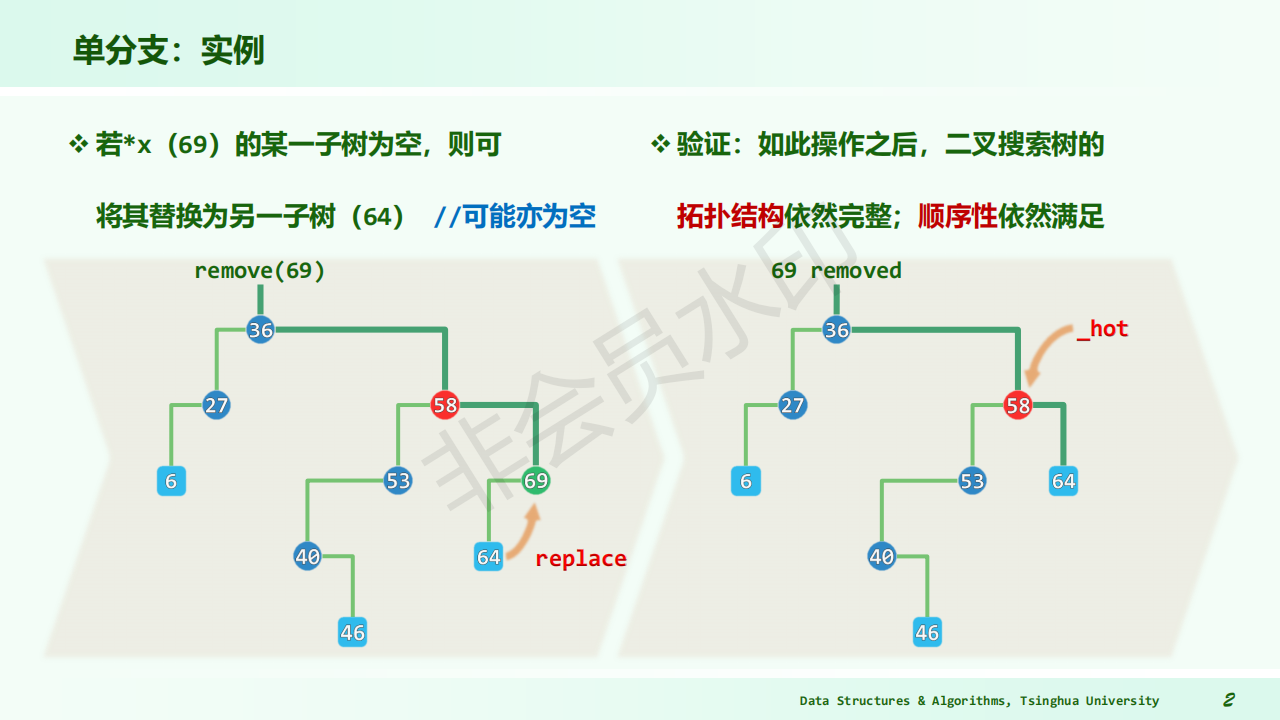 单分支：实例
❖ 若*x（69）的某一子树为空，则可
将其替换为另一子树（64） //可能亦为空
❖ 验证：如此操作之后，二叉搜索树的
拓扑结构依然完整；顺序性依然满足
remove(69)
36
27
58
6
53
69
40
64
replace
46
69 removed
36
_hot
27
58
6
53
64
40
46
非会员水印
Data Structures & Algorithms, Tsinghua University
2